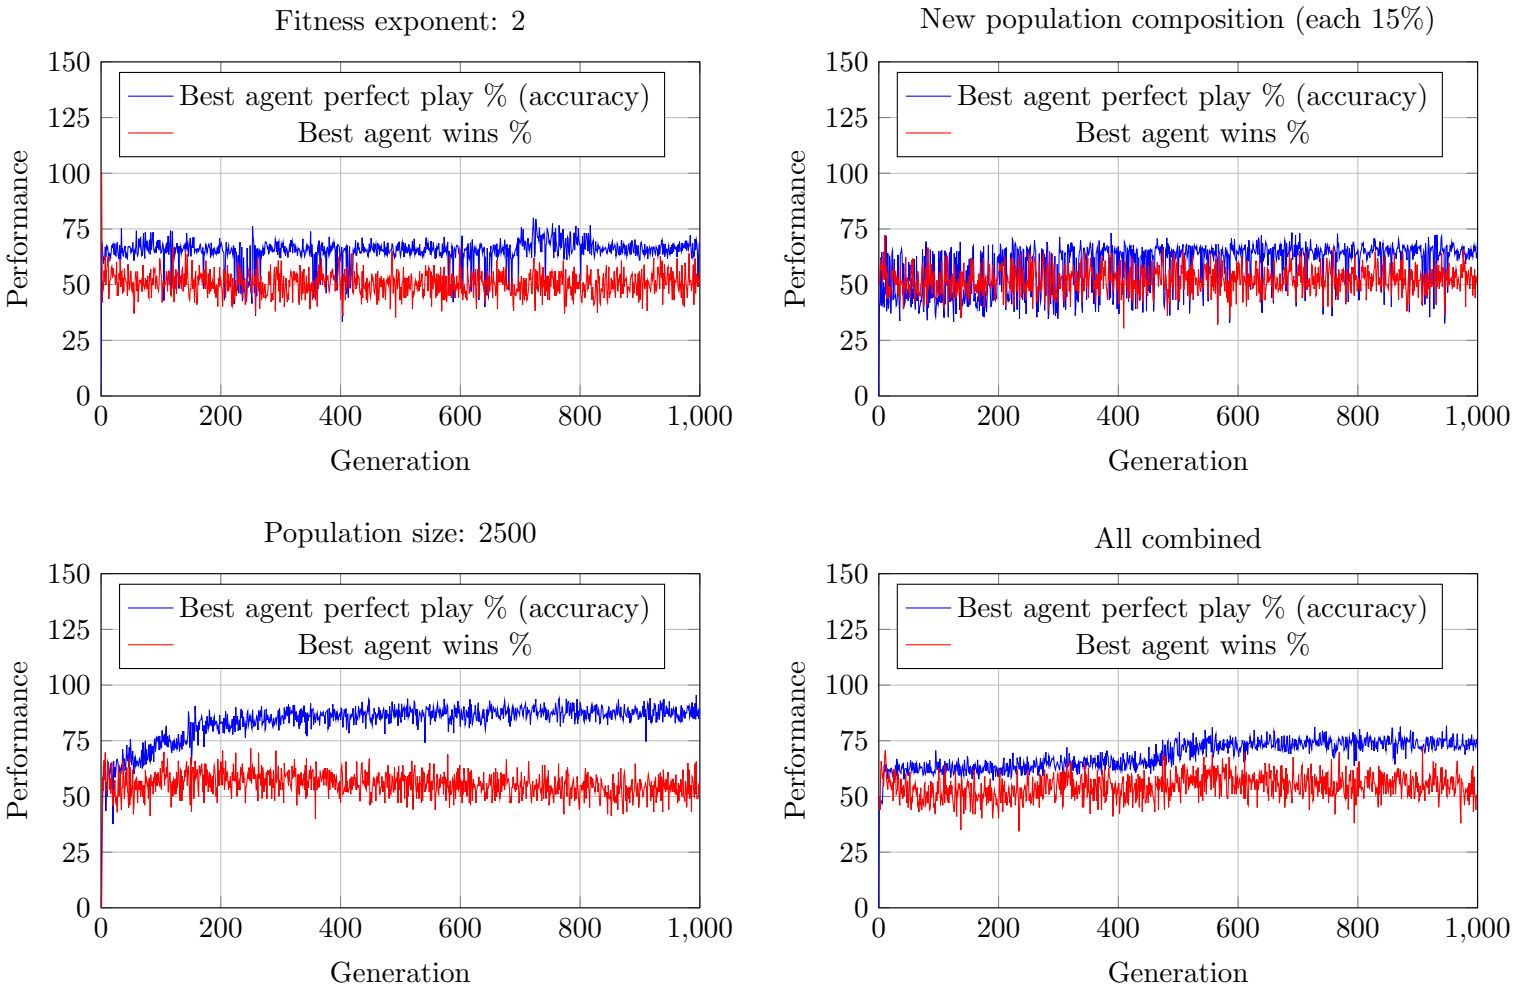 Fitness exponent: 2
150
125
100
75
50
25
0
Performance
Best agent perfect play % (accuracy)
Best agent wins %
0 200 400 600 800 1,000
Generation
New population composition (each 15%)
150
125
100
75
50
25
0
Performance
Best agent perfect play % (accuracy)
Best agent wins %
0 200 400 600 800 1,000
Generation
Population size: 2500
150
125
100
75
50
25
0
Performance
Best agent perfect play % (accuracy)
Best agent wins %
0 200 400 600 800 1,000
Generation
All combined
150
125
100
75
50
25
0
Performance
Best agent perfect play % (accuracy)
Best agent wins %
0 200 400 600 800 1,000
Generation